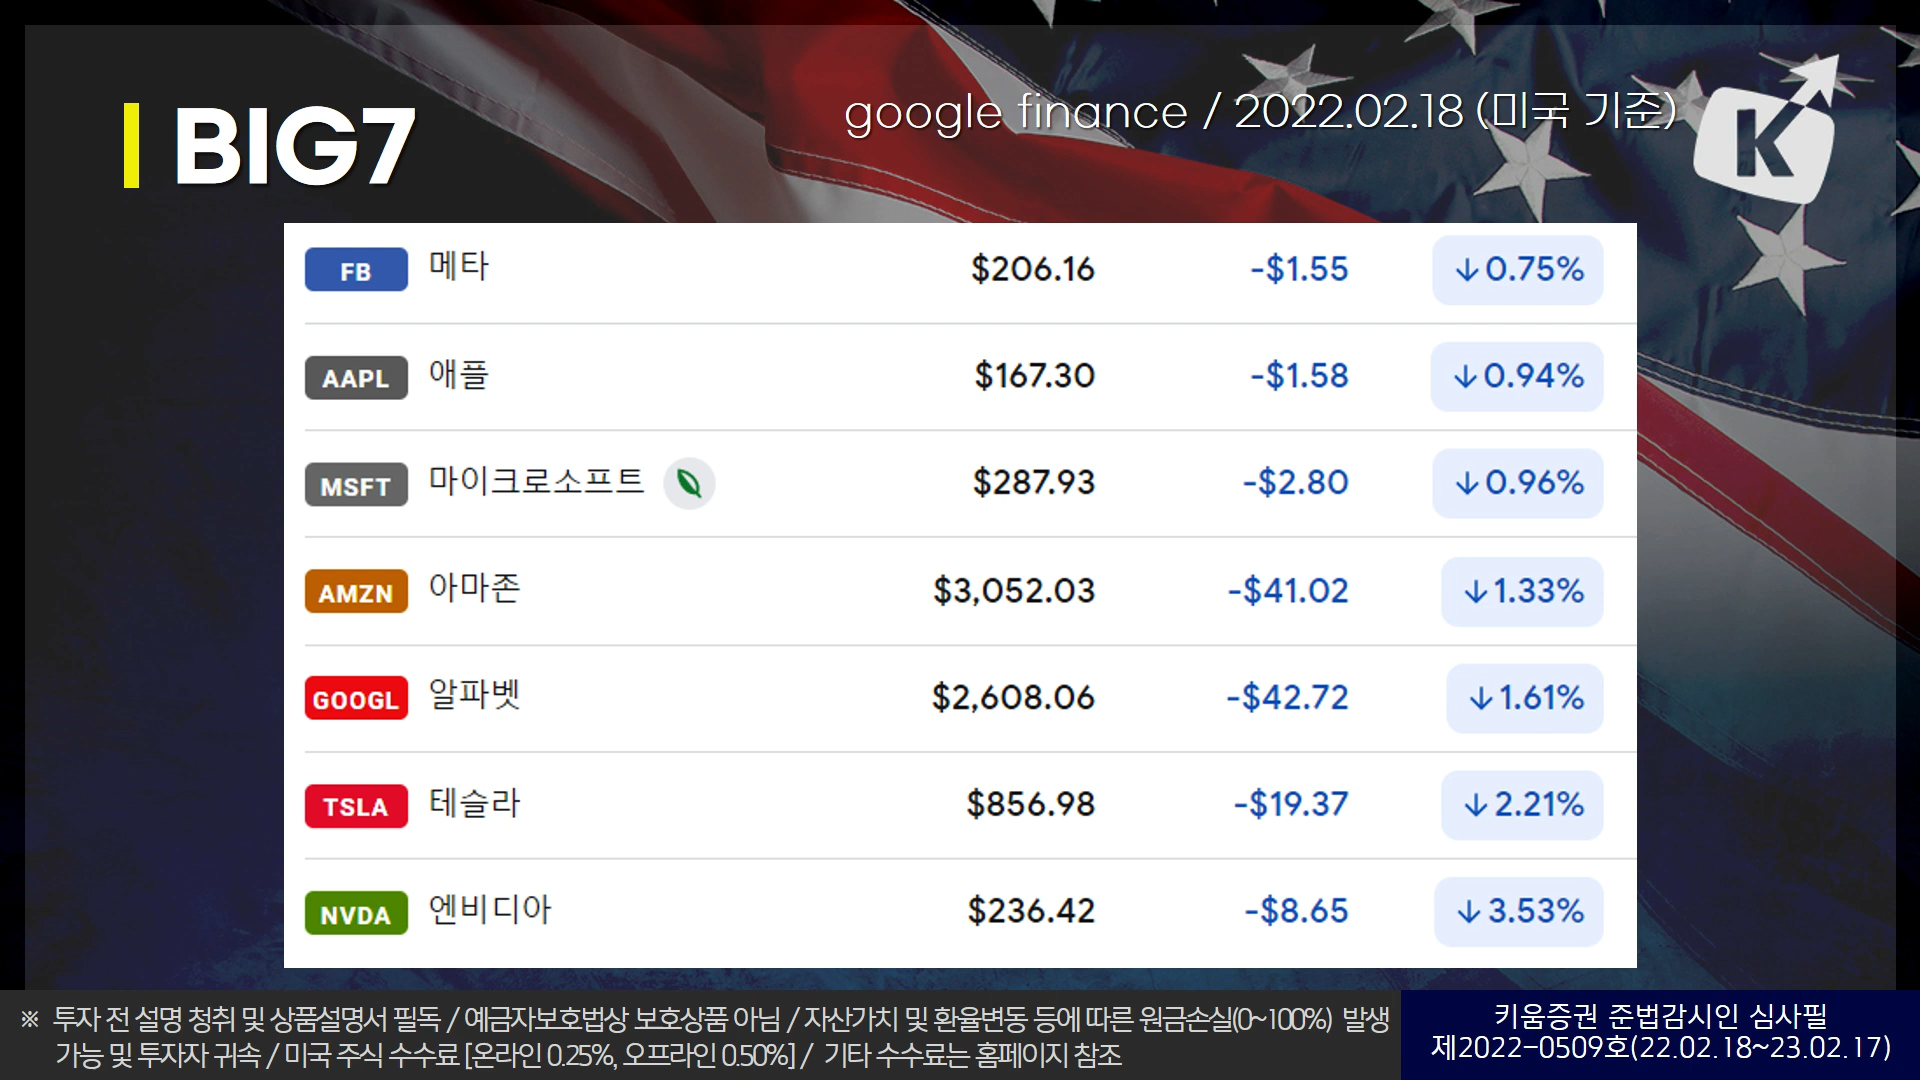 BIG7
google finance / 2022.02.18 (미국 기준)
K
FB 메타 $206.16 -$1.55 ↓0.75%
AAPL 애플 $167.30 -$1.58 ↓0.94%
MSFT 마이크로소프트 $287.93 -$2.80 ↓0.96%
AMZN 아마존 $3,052.03 -$41.02 ↓1.33%
GOOGL 알파벳 $2,608.06 -$42.72 ↓1.61%
TSLA 테슬라 $856.98 -$19.37 ↓2.21%
NVDA 엔비디아 $236.42 -$8.65 ↓3.53%
※ 투자 전 설명 청취 및 상품설명서 필독 / 예금자보호법상 보호상품 아님 / 자산가치 및 환율변동 등에 따른 원금손실(0~100%) 발생
가능 및 투자자 귀속 / 미국 주식 수수료 [온라인 0.25%, 오프라인 0.50%] / 기타 수수료는 홈페이지 참조
키움증권 준법감시인 심사필
제2022-0509호(22.02.18~23.02.17)